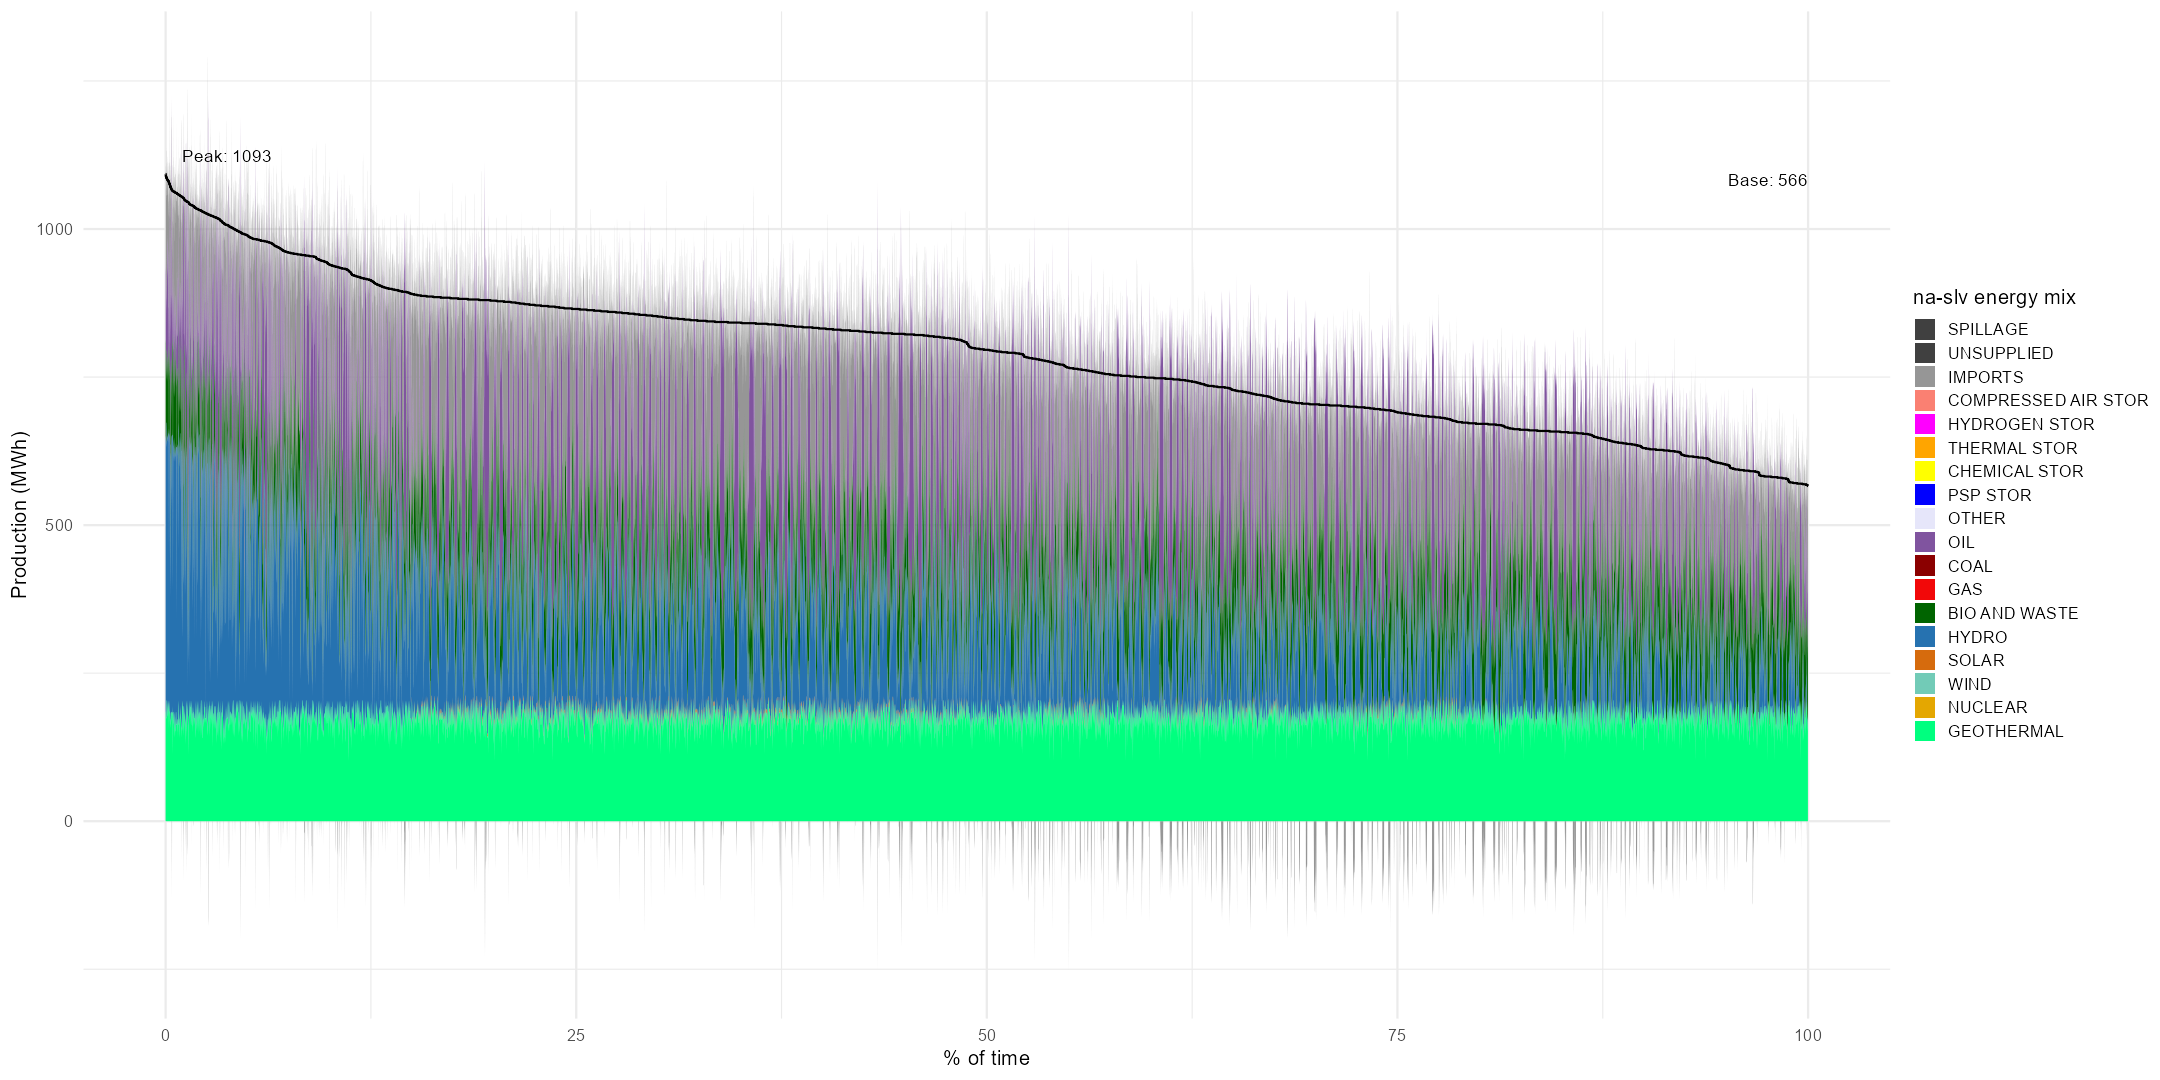 Peak: 1093
Base: 566
1000
500
0
Production (MWh)
0
25
50
75
100
% of time
na-slv energy mix
SPILLAGE
UNSUPPLIED
IMPORTS
COMPRESSED AIR STOR
HYDROGEN STOR
THERMAL STOR
CHEMICAL STOR
PSP STOR
OTHER
OIL
COAL
GAS
BIO AND WASTE
HYDRO
SOLAR
WIND
NUCLEAR
GEOTHERMAL